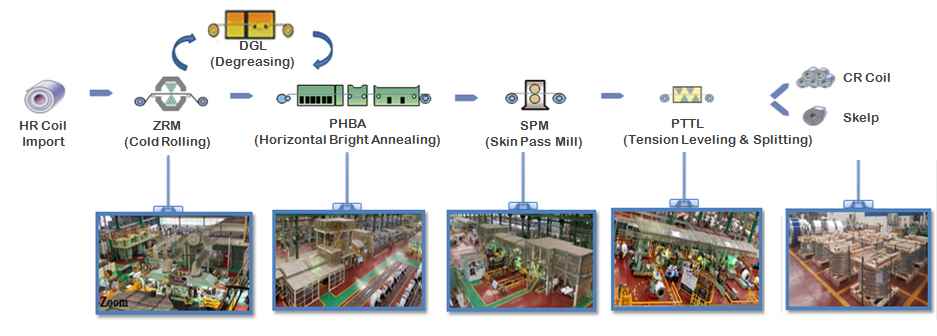 DGL
(Degreasing)
HR Coil
Import
ZRM
(Cold Rolling)
PHBA
(Horizontal Bright Annealing)
SPM
(Skin Pass Mill)
PTTL
(Tension Leveling & Splitting)
CR Coil
Skelp
Zoom